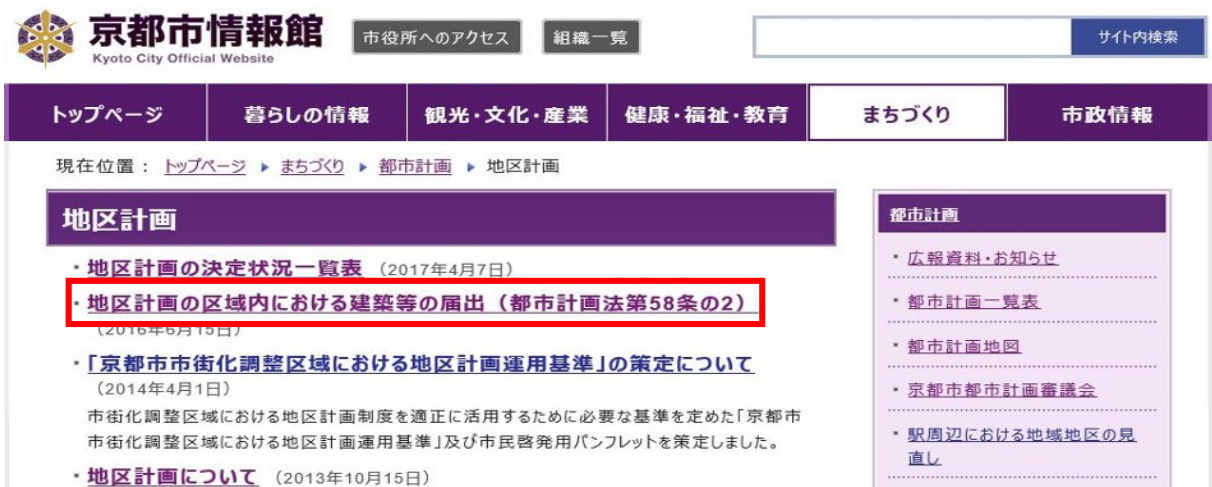 京都市情報館
Kyoto City Official Website
市役所へのアクセス
組織一覧
サイト内検索
トップページ
暮らしの情報
観光・文化・産業
健康・福祉・教育
まちづくり
市政情報
現在位置： トップページ ▶ まちづくり ▶ 都市計画 ▶ 地区計画
地区計画
・地区計画の決定状況一覧表 （2017年4月7日）
・地区計画の区域内における建築等の届出（都市計画法第58条の2）
（2016年6月15日）
・「京都市市街化調整区域における地区計画運用基準」の策定について
（2014年4月1日）
市街化調整区域における地区計画制度を適正に活用するために必要な基準を定めた「京都市
市街化調整区域における地区計画運用基準」及び市民啓発用パンフレットを策定しました。
・地区計画について （2013年10月15日）
都市計画
・広報資料・お知らせ
・都市計画一覧表
・都市計画地図
・京都市都市計画審議会
・駅周辺における地域地区の見
直し